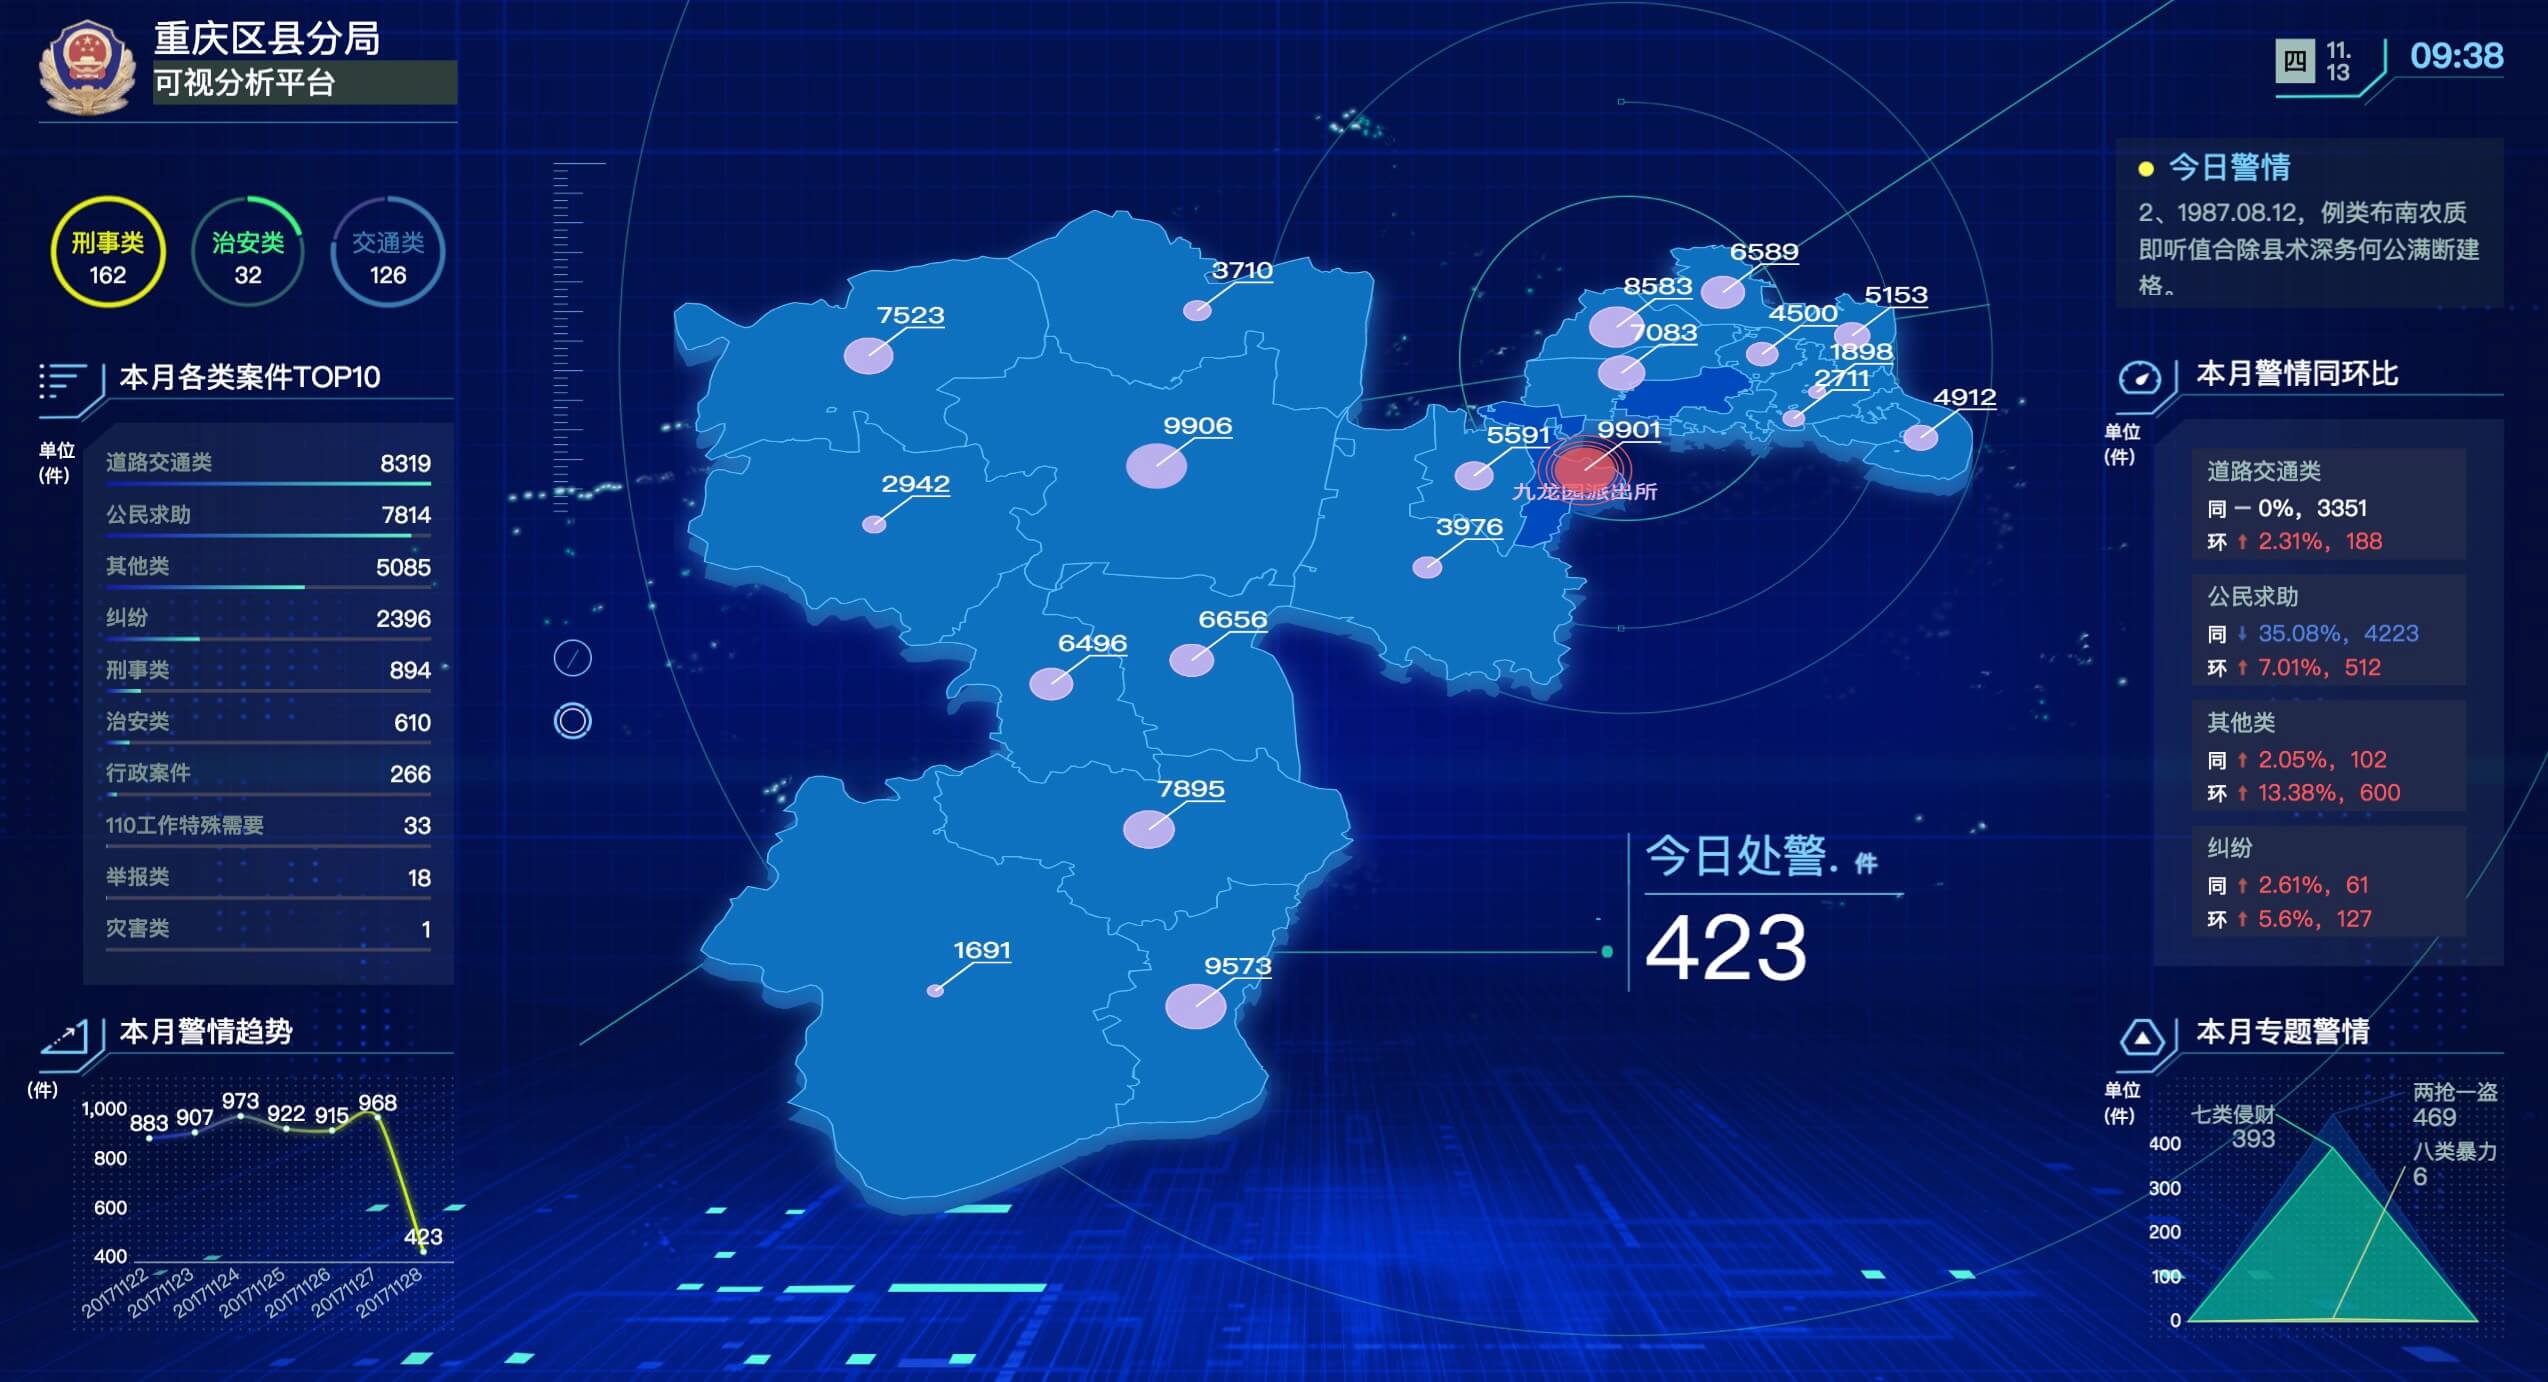 重庆区县分局
可视分析平台
四
11.
13
09:38
刑事类
162
治安类
32
交通类
126
本月各类案件TOP10
单位
(件)
道路交通类 8319
公民求助 7814
其他类 5085
纠纷 2396
刑事类 894
治安类 610
行政案件 266
110工作特殊需要 33
举报类 18
灾害类 1
本月警情趋势
(件)
1,000
800
600
400
883
907
973
922
915
968
423
20171122
20171123
20171124
20171125
20171126
20171127
20171128
3710
7523
9906
2942
6589
8583
7083
4500
5153
1898
2711
4912
5591
9901
九龙园派出所
3976
6656
6496
7895
1691
9573
今日处警. 件
423
今日警情
2、1987.08.12，例类布南农质
即听值合除县术深务何公满断建
格。
本月警情同环比
单位
(件)
道路交通类
同 — 0%，3351
环 ↑ 2.31%，188
公民求助
同 ↓ 35.08%，4223
环 ↑ 7.01%，512
其他类
同 ↑ 2.05%，102
环 ↑ 13.38%，600
纠纷
同 ↑ 2.61%，61
环 ↑ 5.6%，127
本月专题警情
单位
(件)
400
300
200
100
0
七类侵财
393
两抢一盗
469
八类暴力
6